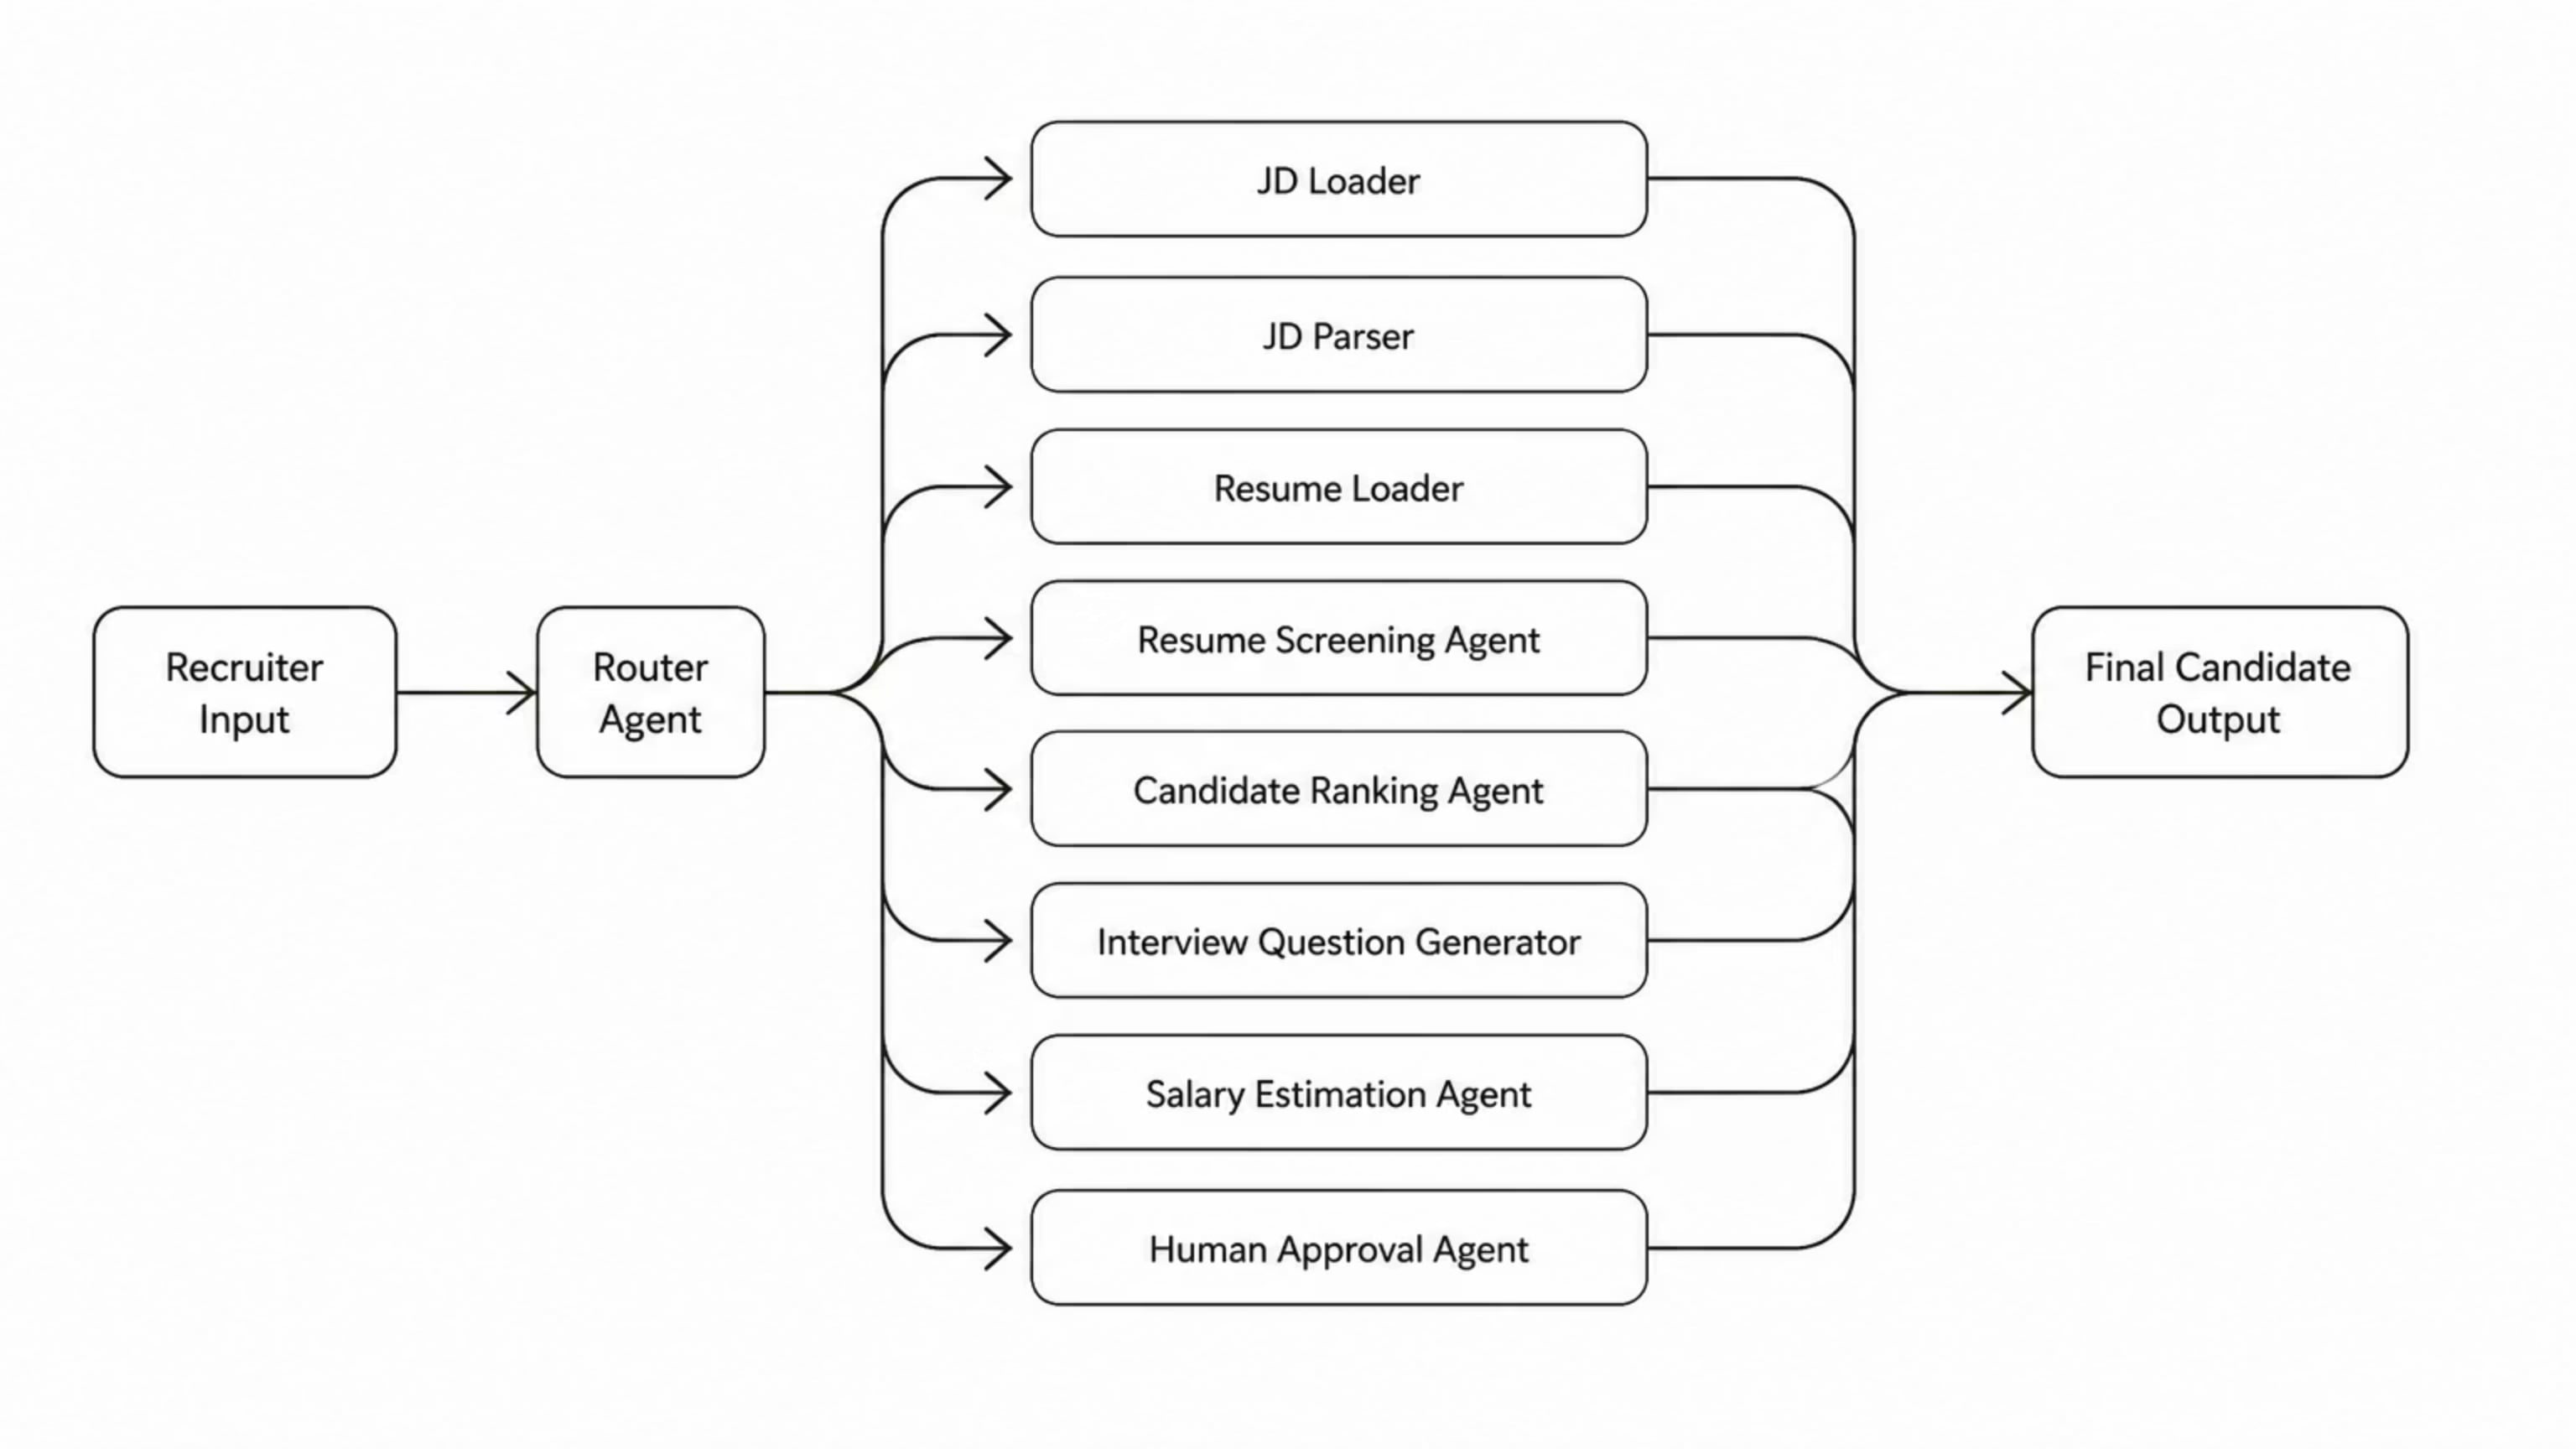 Recruiter
Input
Router
Agent
JD Loader
JD Parser
Resume Loader
Resume Screening Agent
Candidate Ranking Agent
Interview Question Generator
Salary Estimation Agent
Human Approval Agent
Final Candidate
Output